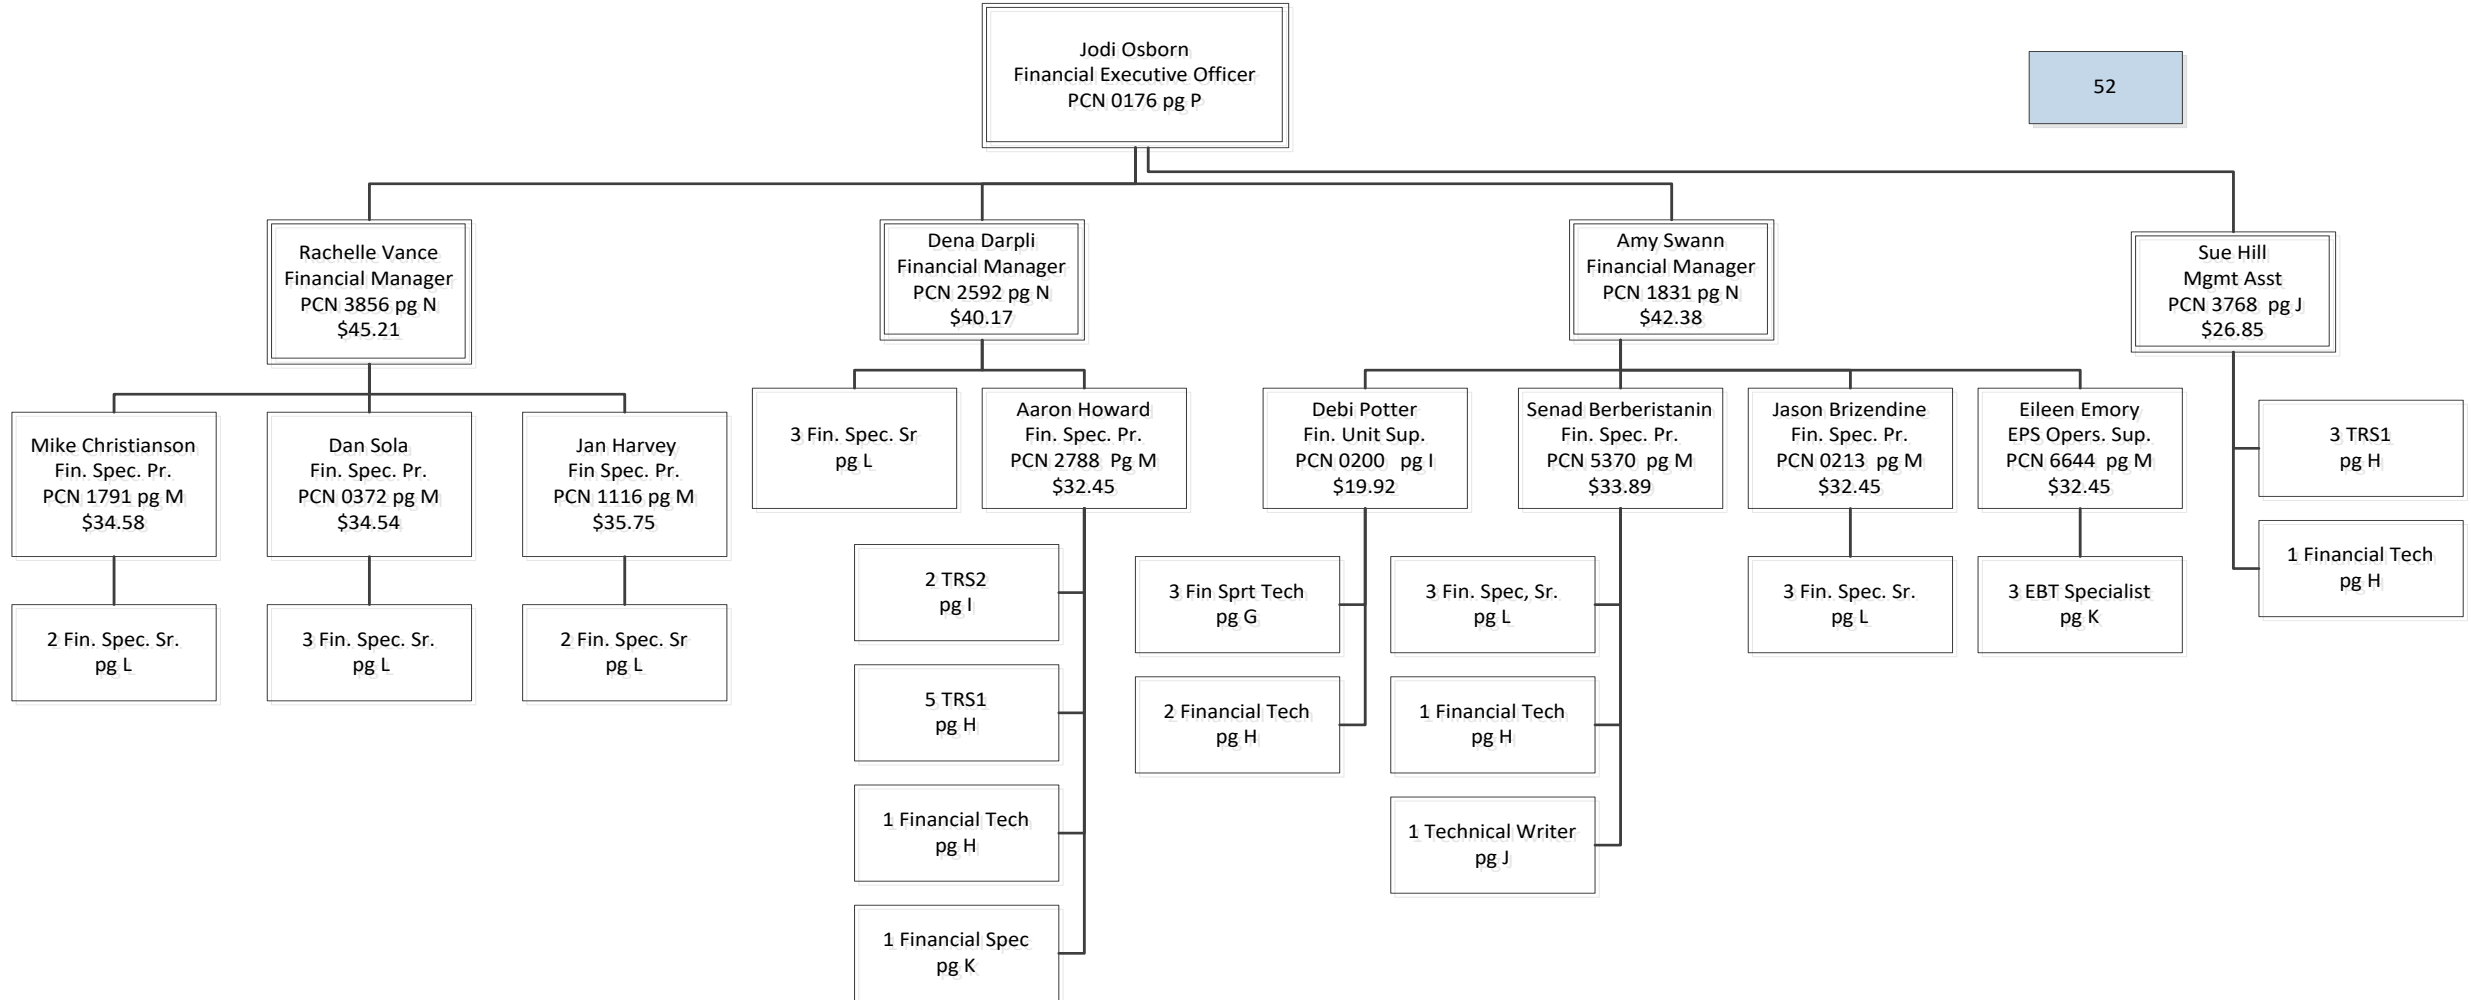 Jodi Osborn
Financial Executive Officer
PCN 0176 pg P
52
Rachelle Vance
Financial Manager
PCN 3856 pg N
$45.21
Dena Darpli
Financial Manager
PCN 2592 pg N
$40.17
Amy Swann
Financial Manager
PCN 1831 pg N
$42.38
Sue Hill
Mgmt Asst
PCN 3768 pg J
$26.85
Mike Christianson
Fin. Spec. Pr.
PCN 1791 pg M
$34.58
Dan Sola
Fin. Spec. Pr.
PCN 0372 pg M
$34.54
Jan Harvey
Fin Spec. Pr.
PCN 1116 pg M
$35.75
3 Fin. Spec. Sr
pg L
Aaron Howard
Fin. Spec. Pr.
PCN 2788 Pg M
$32.45
Debi Potter
Fin. Unit Sup.
PCN 0200 pg I
$19.92
Senad Berberistanin
Fin. Spec. Pr.
PCN 5370 pg M
$33.89
Jason Brizendine
Fin. Spec. Pr.
PCN 0213 pg M
$32.45
Eileen Emory
EPS Opers. Sup.
PCN 6644 pg M
$32.45
3 TRS1
pg H
1 Financial Tech
pg H
2 Fin. Spec. Sr.
pg L
3 Fin. Spec. Sr.
pg L
2 Fin. Spec. Sr
pg L
2 TRS2
pg I
5 TRS1
pg H
1 Financial Tech
pg H
1 Financial Spec
pg K
3 Fin Sprt Tech
pg G
2 Financial Tech
pg H
3 Fin. Spec, Sr.
pg L
1 Financial Tech
pg H
1 Technical Writer
pg J
3 Fin. Spec. Sr.
pg L
3 EBT Specialist
pg K